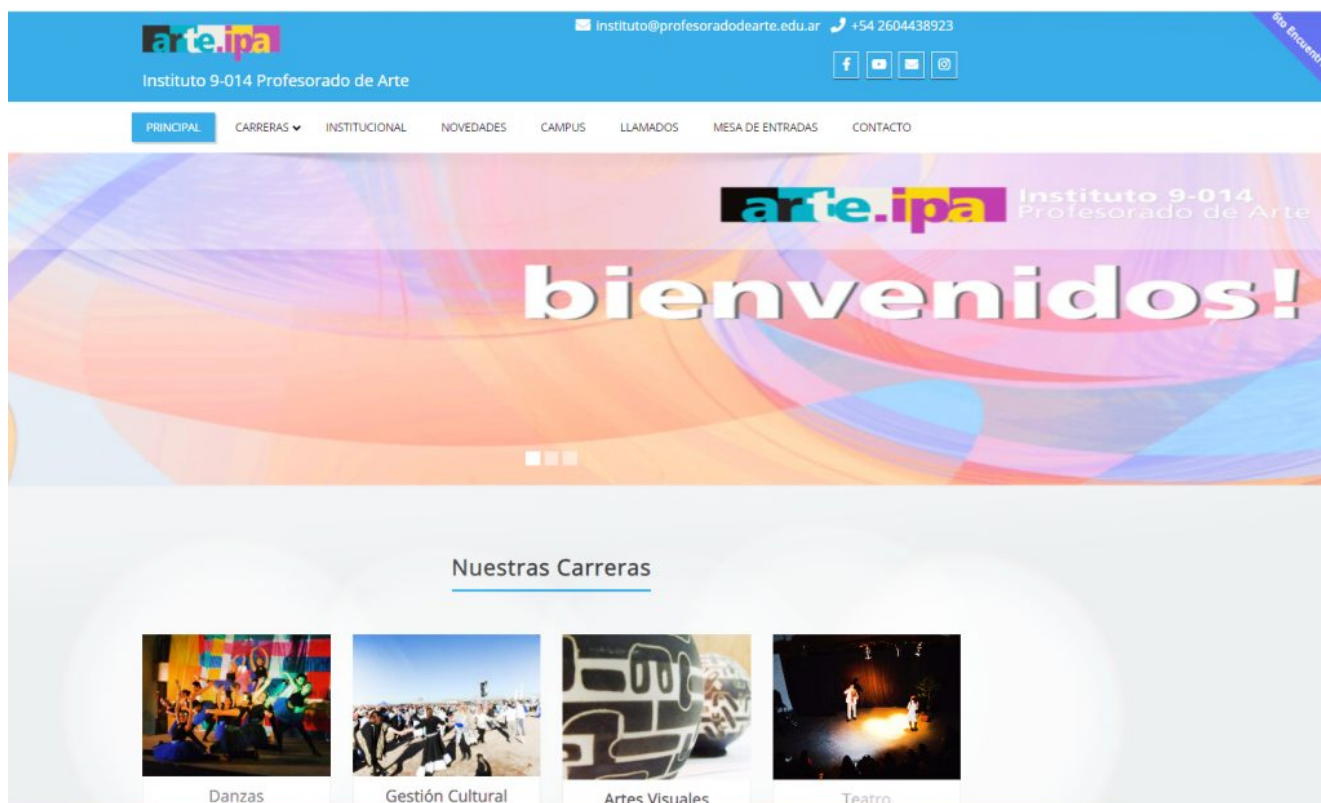 arte.ipa
Instituto 9-014 Profesorado de Arte
instituto@profesoradodearte.edu.ar +54 2604438923
6to Encuent
PRINCIPAL CARRERAS INSTITUCIONAL NOVEDADES CAMPUS LLAMADOS MESA DE ENTRADAS CONTACTO
arte.ipa Instituto 9-014
Profesorado de Arte
bienvenidos!
Nuestras Carreras
Danzas Gestión Cultural Artes Visuales Teatro